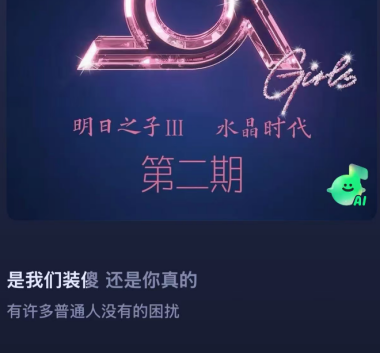 Girls
明日之子III 水晶时代
第二期
AI
是我们装傻 还是你真的
有许多普通人没有的困扰